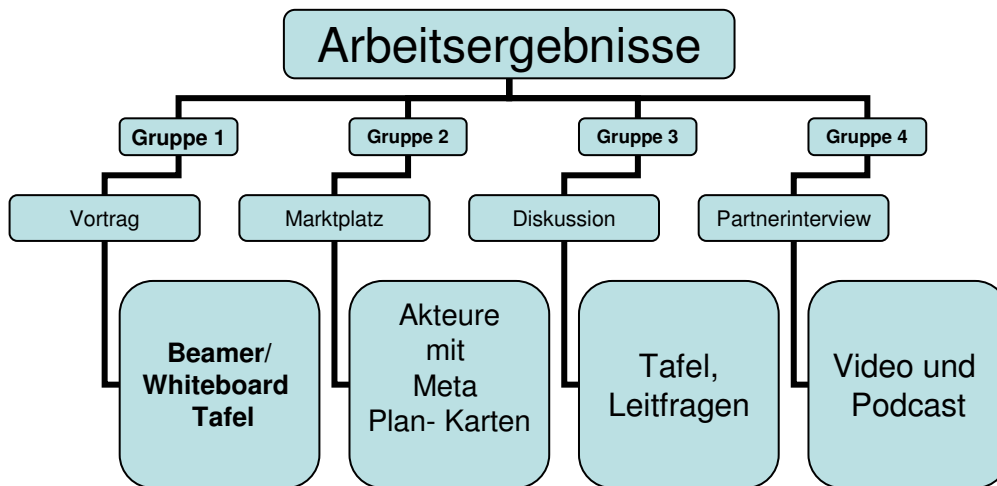 Arbeitsergebnisse
Gruppe 1
Gruppe 2
Gruppe 3
Gruppe 4
Vortrag
Marktplatz
Diskussion
Partnerinterview
Beamer/
Whiteboard
Tafel
Akteure
mit
Meta
Plan- Karten
Tafel,
Leitfragen
Video und
Podcast